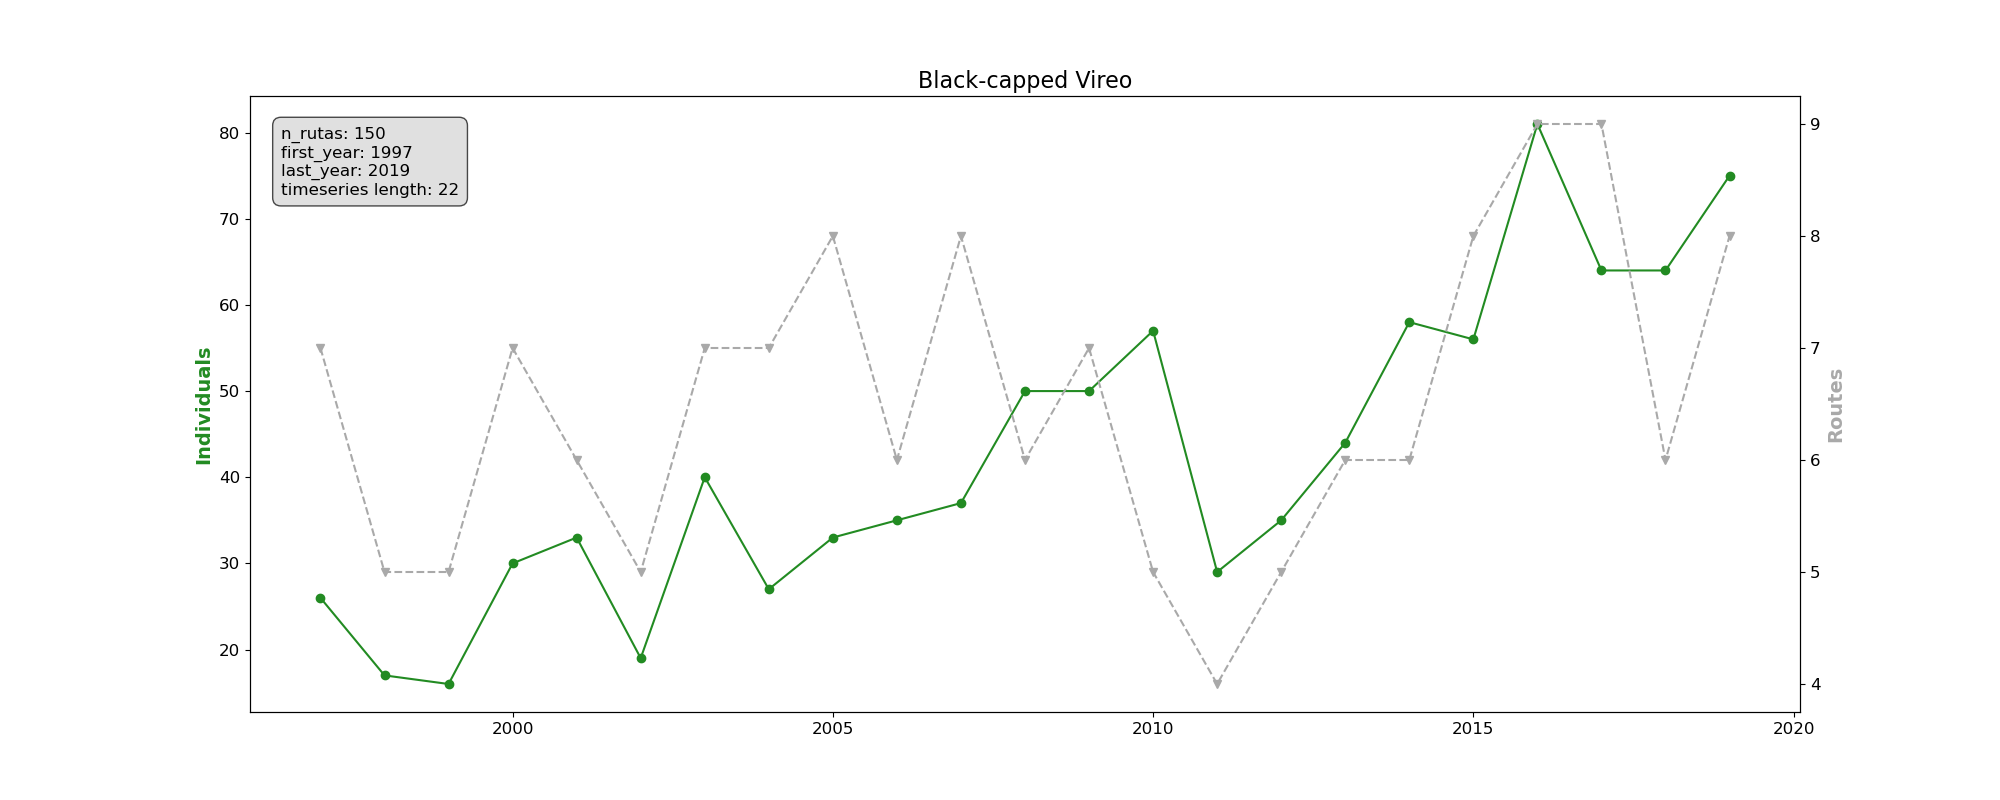 Black-capped Vireo
n_rutas: 150
first_year: 1997
last_year: 2019
timeseries length: 22
Individuals
80
70
60
50
40
30
20
9
8
7
6
5
4
Routes
2000
2005
2010
2015
2020